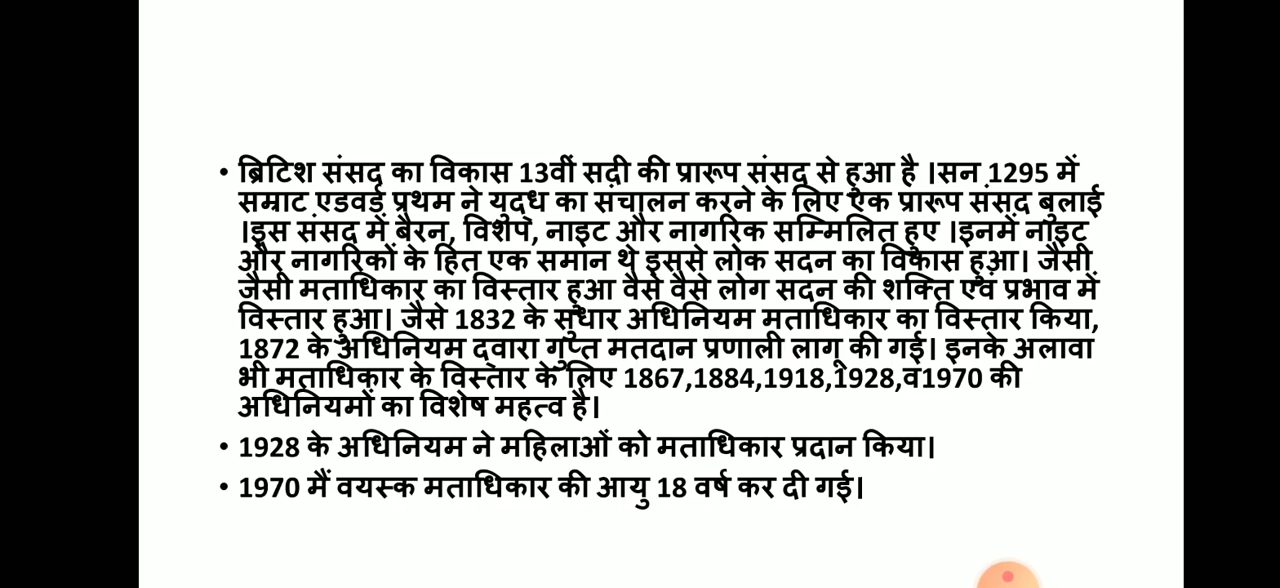 • ब्रिटिश संसद का विकास 13वीं सदी की प्रारूप संसद से हुआ है ।सन 1295 में
सम्राट एडवर्ड प्रथम ने युद्ध का संचालन करने के लिए एक प्रारूप संसद बुलाई
।इस संसद में बैरन, विशप, नाइट और नागरिक सम्मिलित हुए ।इनमें नाइट
और नागरिकों के हित एक समान थे इससे लोक सदन का विकास हुआ। जैसी
जैसी मताधिकार का विस्तार हुआ वैसे वैसे लोग सदन की शक्ति एवं प्रभाव में
विस्तार हुआ। जैसे 1832 के सुधार अधिनियम मताधिकार का विस्तार किया,
1872 के अधिनियम द्वारा गुप्त मतदान प्रणाली लागू की गई। इनके अलावा
भी मताधिकार के विस्तार के लिए 1867,1884,1918,1928,व1970 की
अधिनियमों का विशेष महत्व है।
• 1928 के अधिनियम ने महिलाओं को मताधिकार प्रदान किया।
• 1970 मैं वयस्क मताधिकार की आयु 18 वर्ष कर दी गई।